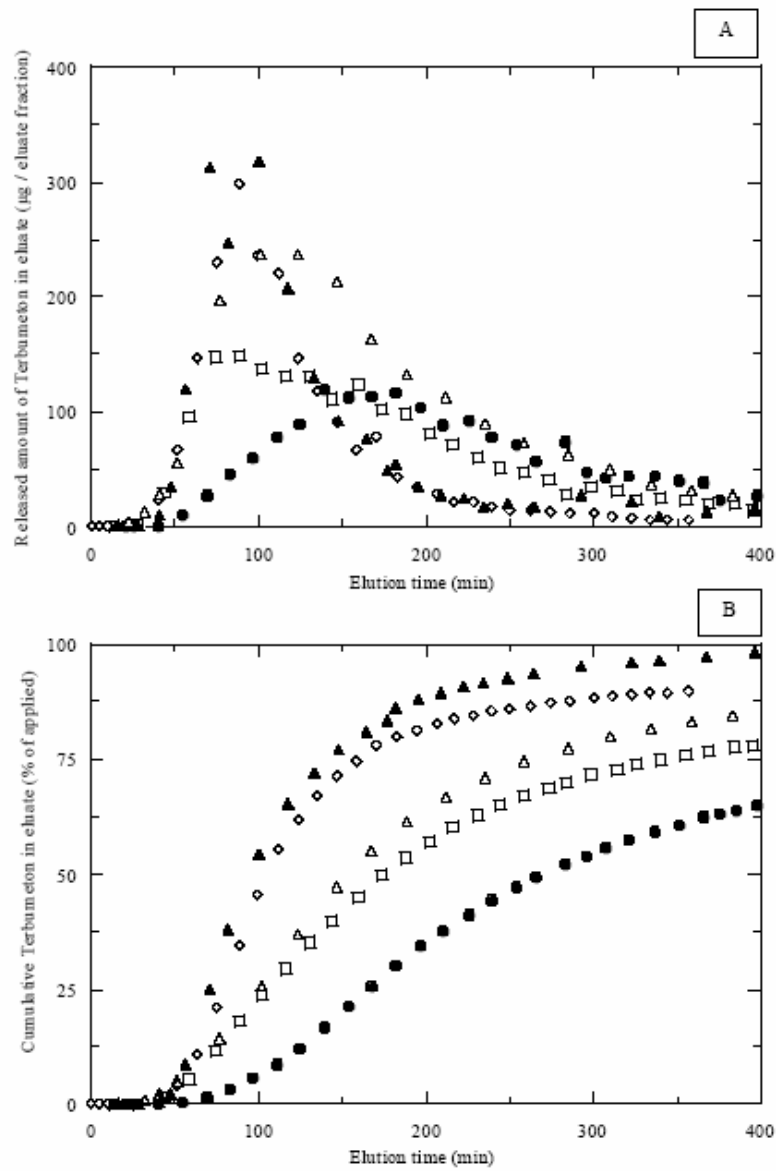 A
400
300
200
100
0
0 100 200 300 400
Released amount of Terbumeton in eluate (µg / eluate fraction)
Elution time (min)
B
100
75
50
25
0
0 100 200 300 400
Cumulative Terbumeton in eluate (% of applied)
Elution time (min)